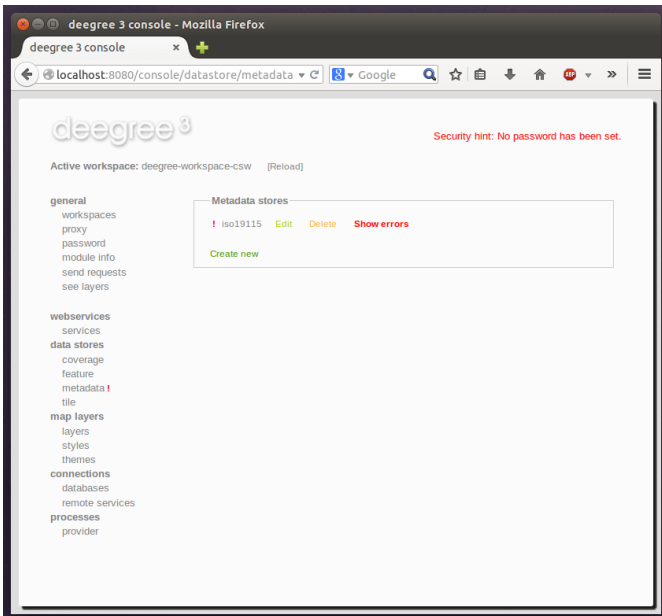 deegree 3 console - Mozilla Firefox
deegree 3 console
localhost:8080/console/datastore/metadata
Google
ABP
deegree 3
Security hint: No password has been set.
Active workspace: deegree-workspace-csw [Reload]
general
workspaces
proxy
password
module info
send requests
see layers
webservices
services
data stores
coverage
feature
metadata !
tile
map layers
layers
styles
themes
connections
databases
remote services
processes
provider
Metadata stores
! iso19115 Edit Delete Show errors
Create new